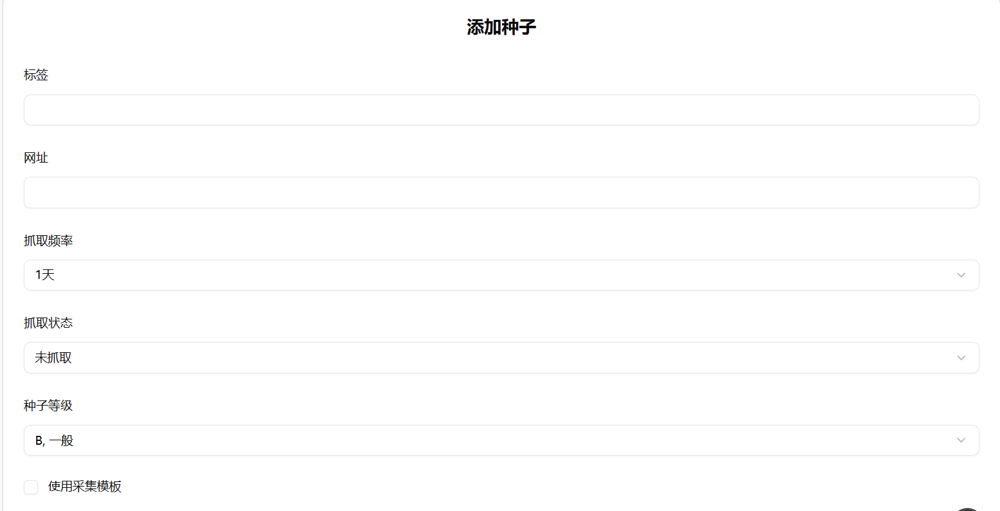 添加种子
标签
网址
抓取频率
1天
抓取状态
未抓取
种子等级
B, 一般
使用采集模板